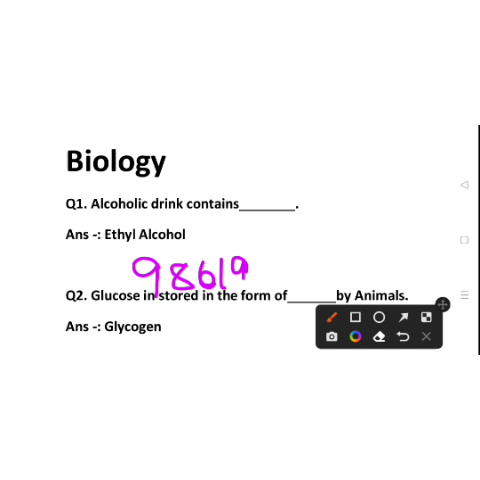 Biology
Q1. Alcoholic drink contains________.
Ans -: Ethyl Alcohol
98619
Q2. Glucose in stored in the form of_______by Animals.
Ans -: Glycogen